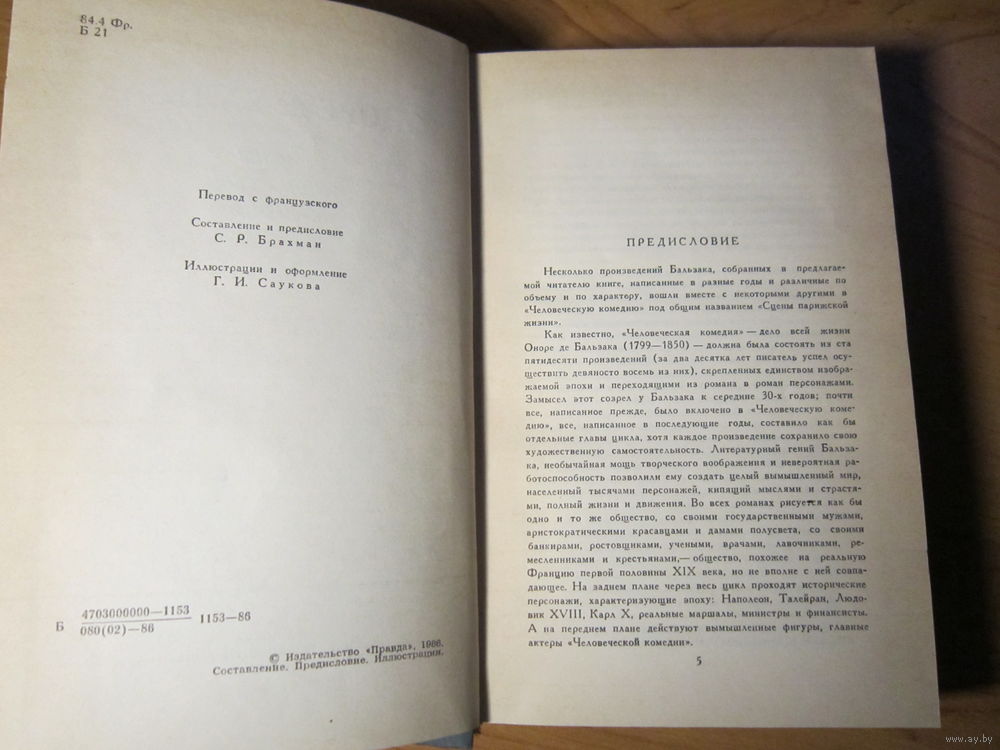 84.4 Фр.
Б 21
Перевод с французского
Составление и предисловие
С. Р. Брахман
Иллюстрации и оформление
Г. И. Саукова
Б 4703000000—1153 1153—86
080(02)—86
© Издательство «Правда», 1986.
Составление. Предисловие. Иллюстрации.
ПРЕДИСЛОВИЕ
Несколько произведений Бальзака, собранных в предлагае-
мой читателю книге, написанные в разные годы и различные по
объему и по характеру, вошли вместе с некоторыми другими в
«Человеческую комедию» под общим названием «Сцены парижской
жизни».
Как известно, «Человеческая комедия» — дело всей жизни
Оноре де Бальзака (1799—1850) — должна была состоять из ста
пятидесяти произведений (за два десятка лет писатель успел осу-
ществить девяносто восемь из них), скрепленных единством изобра-
жаемой эпохи и переходящими из романа в роман персонажами.
Замысел этот созрел у Бальзака к середине 30-х годов; почти
все, написанное прежде, было включено в «Человеческую коме-
дию», все, написанное в последующие годы, составило как бы
отдельные главы цикла, хотя каждое произведение сохранило свою
художественную самостоятельность. Литературный гений Бальза-
ка, необычайная мощь творческого воображения и невероятная ра-
ботоспособность позволили ему создать целый вымышленный мир,
населенный тысячами персонажей, кипящий мыслями и страстя-
ми, полный жизни и движения. Во всех романах рисуется как бы
одно и то же общество, со своими государственными мужами,
аристократическими красавцами и дамами полусвета, со своими
банкирами, ростовщиками, учеными, врачами, лавочниками, ре-
месленниками и крестьянами,— общество, похожее на реальную
Францию первой половины XIX века, но не вполне с ней совпа-
дающее. На заднем плане через весь цикл проходят исторические
персонажи, характеризующие эпоху: Наполеон, Талейран, Людо-
вик XVIII, Карл X, реальные маршалы, министры и финансисты.
А на переднем плане действуют вымышленные фигуры, главные
актеры «Человеческой комедии».
5
www.ay.by